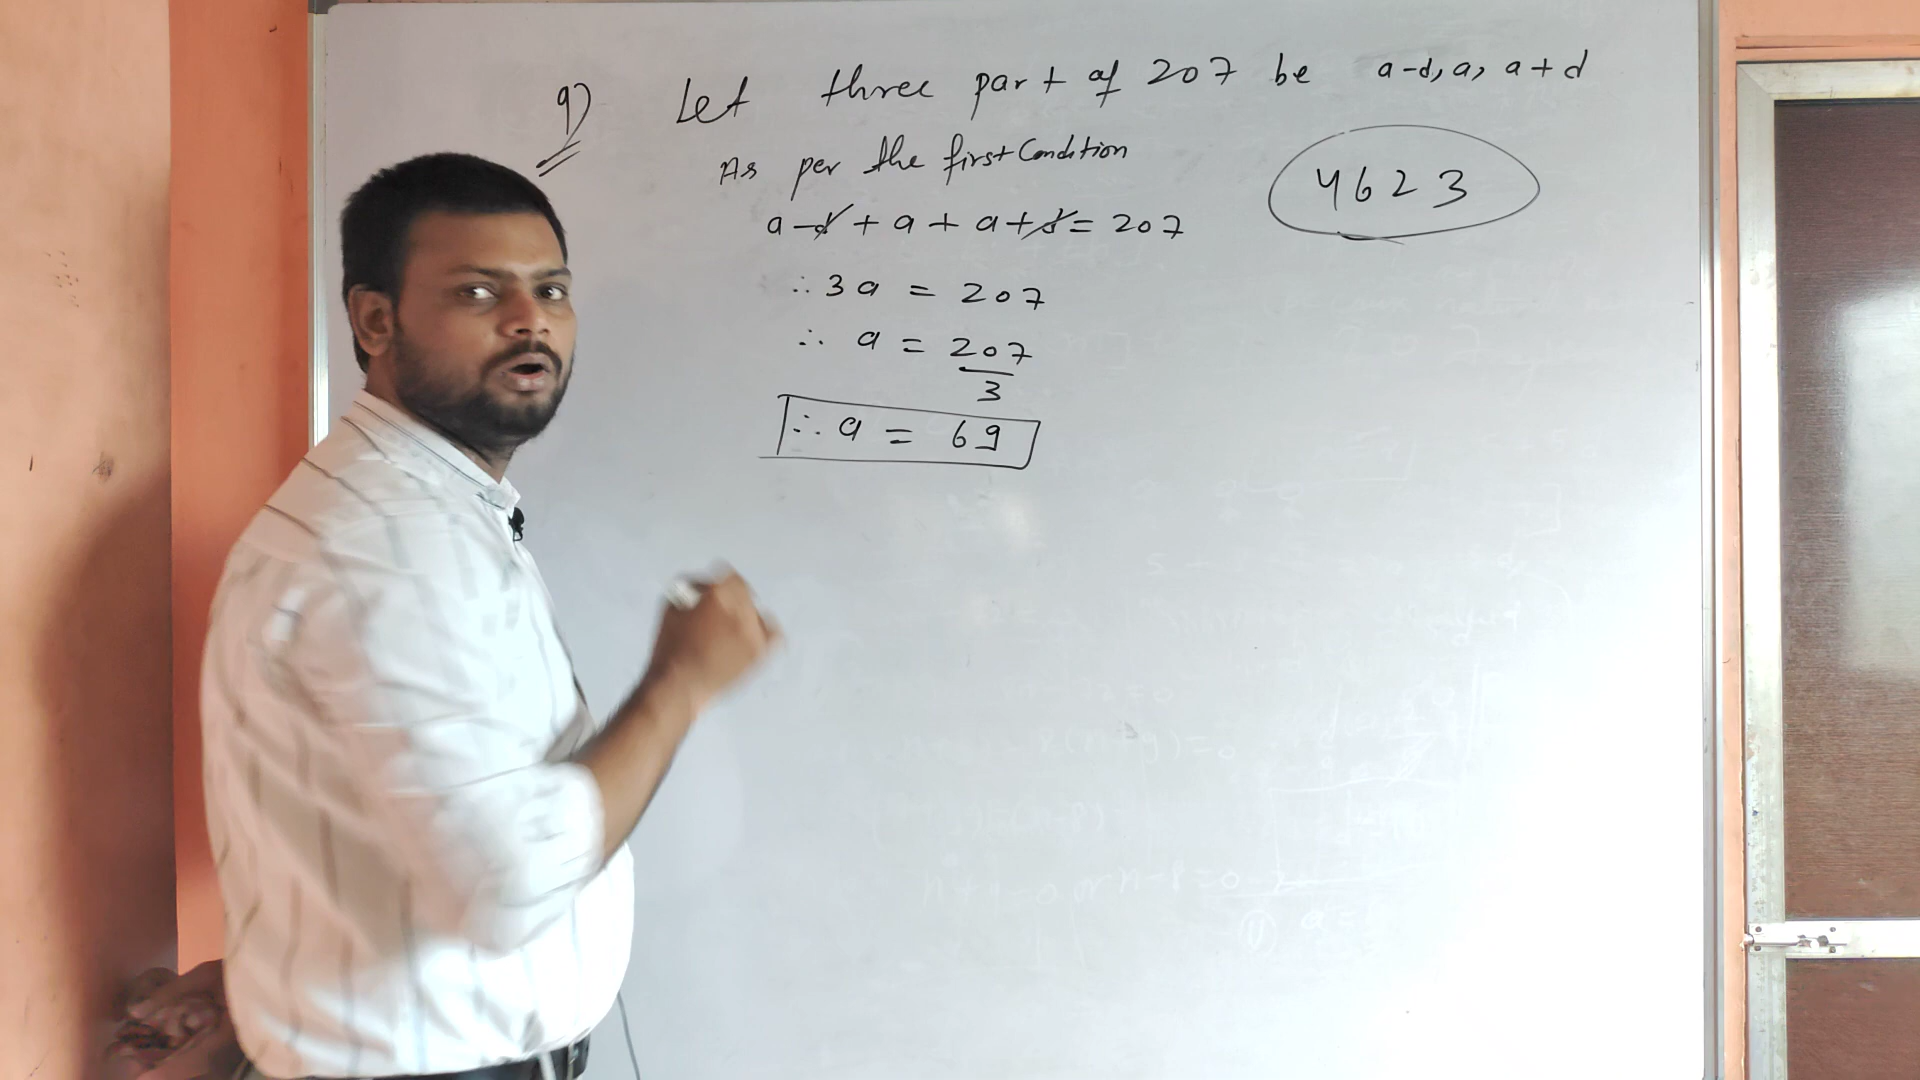 9) Let three part of 207 be a-d, a, a+d
As per the first Condition
4623
a-d + a + a+d = 207
∴ 3a = 207
∴ a = 207/3
∴ a = 69